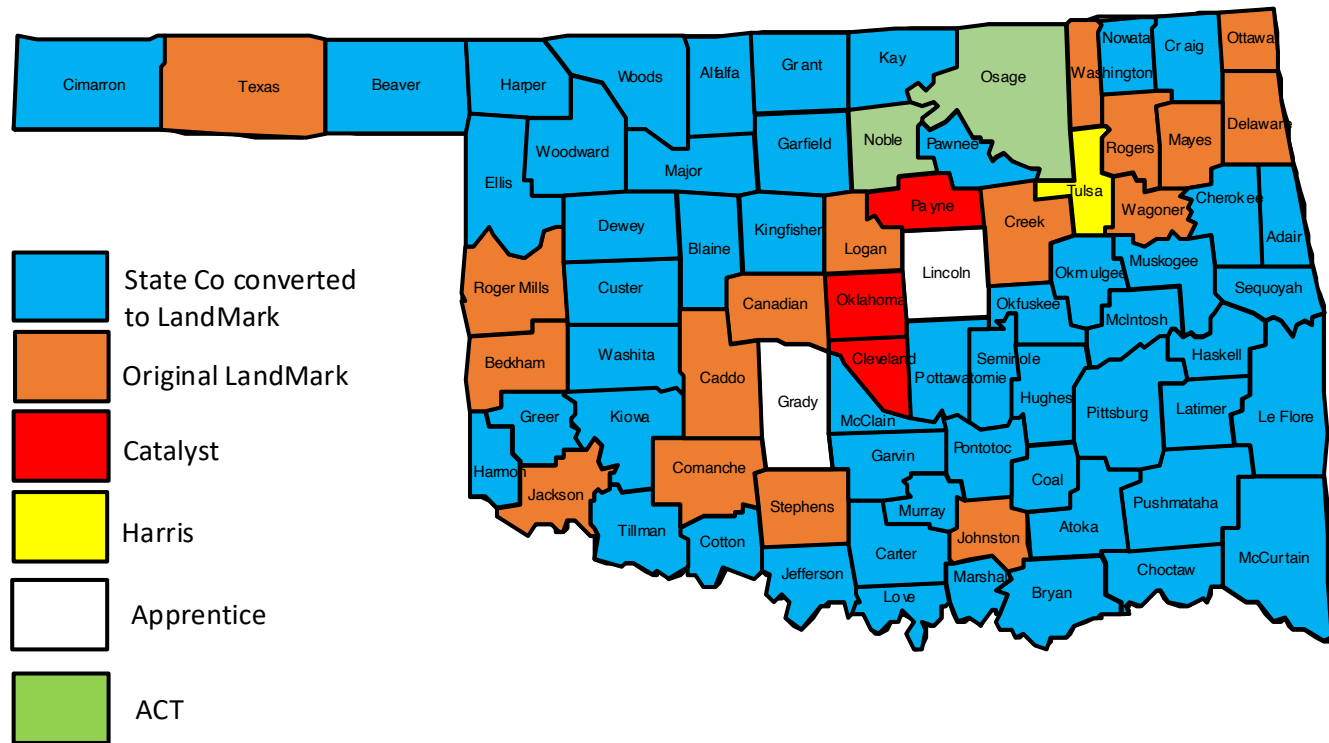 Cimarron
Texas
Beaver
Harper
Woods
Alfalfa
Grant
Kay
Osage
Washington
Nowata
Craig
Ottawa
Delaware
Ellis
Woodward
Major
Garfield
Noble
Pawnee
Rogers
Mayes
Tulsa
Wagoner
Cherokee
Adair
Dewey
Blaine
Kingfisher
Logan
Payne
Creek
Lincoln
Okmulgee
Muskogee
Sequoyah
Roger Mills
Custer
Canadian
Oklahoma
Okfuskee
McIntosh
Beckham
Washita
Caddo
Grady
Cleveland
Pottawatomie
Seminole
Hughes
Haskell
Pittsburg
Latimer
Le Flore
Greer
Kiowa
McClain
Harmon
Jackson
Comanche
Garvin
Pontotoc
Coal
Pushmataha
Stephens
Murray
Johnston
Atoka
Tillman
Cotton
Jefferson
Carter
Love
Marshal
Bryan
Choctaw
McCurtain
State Co converted
to LandMark
Original LandMark
Catalyst
Harris
Apprentice
ACT